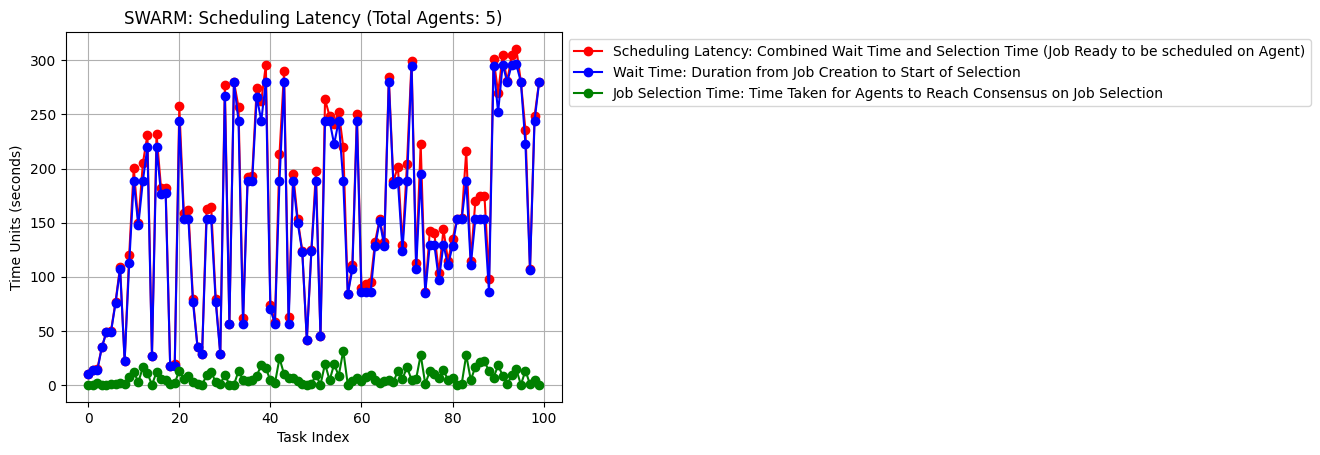 SWARM: Scheduling Latency (Total Agents: 5)
Scheduling Latency: Combined Wait Time and Selection Time (Job Ready to be scheduled on Agent)
Wait Time: Duration from Job Creation to Start of Selection
Job Selection Time: Time Taken for Agents to Reach Consensus on Job Selection
Time Units (seconds)
300
250
200
150
100
50
0
0 20 40 60 80 100
Task Index